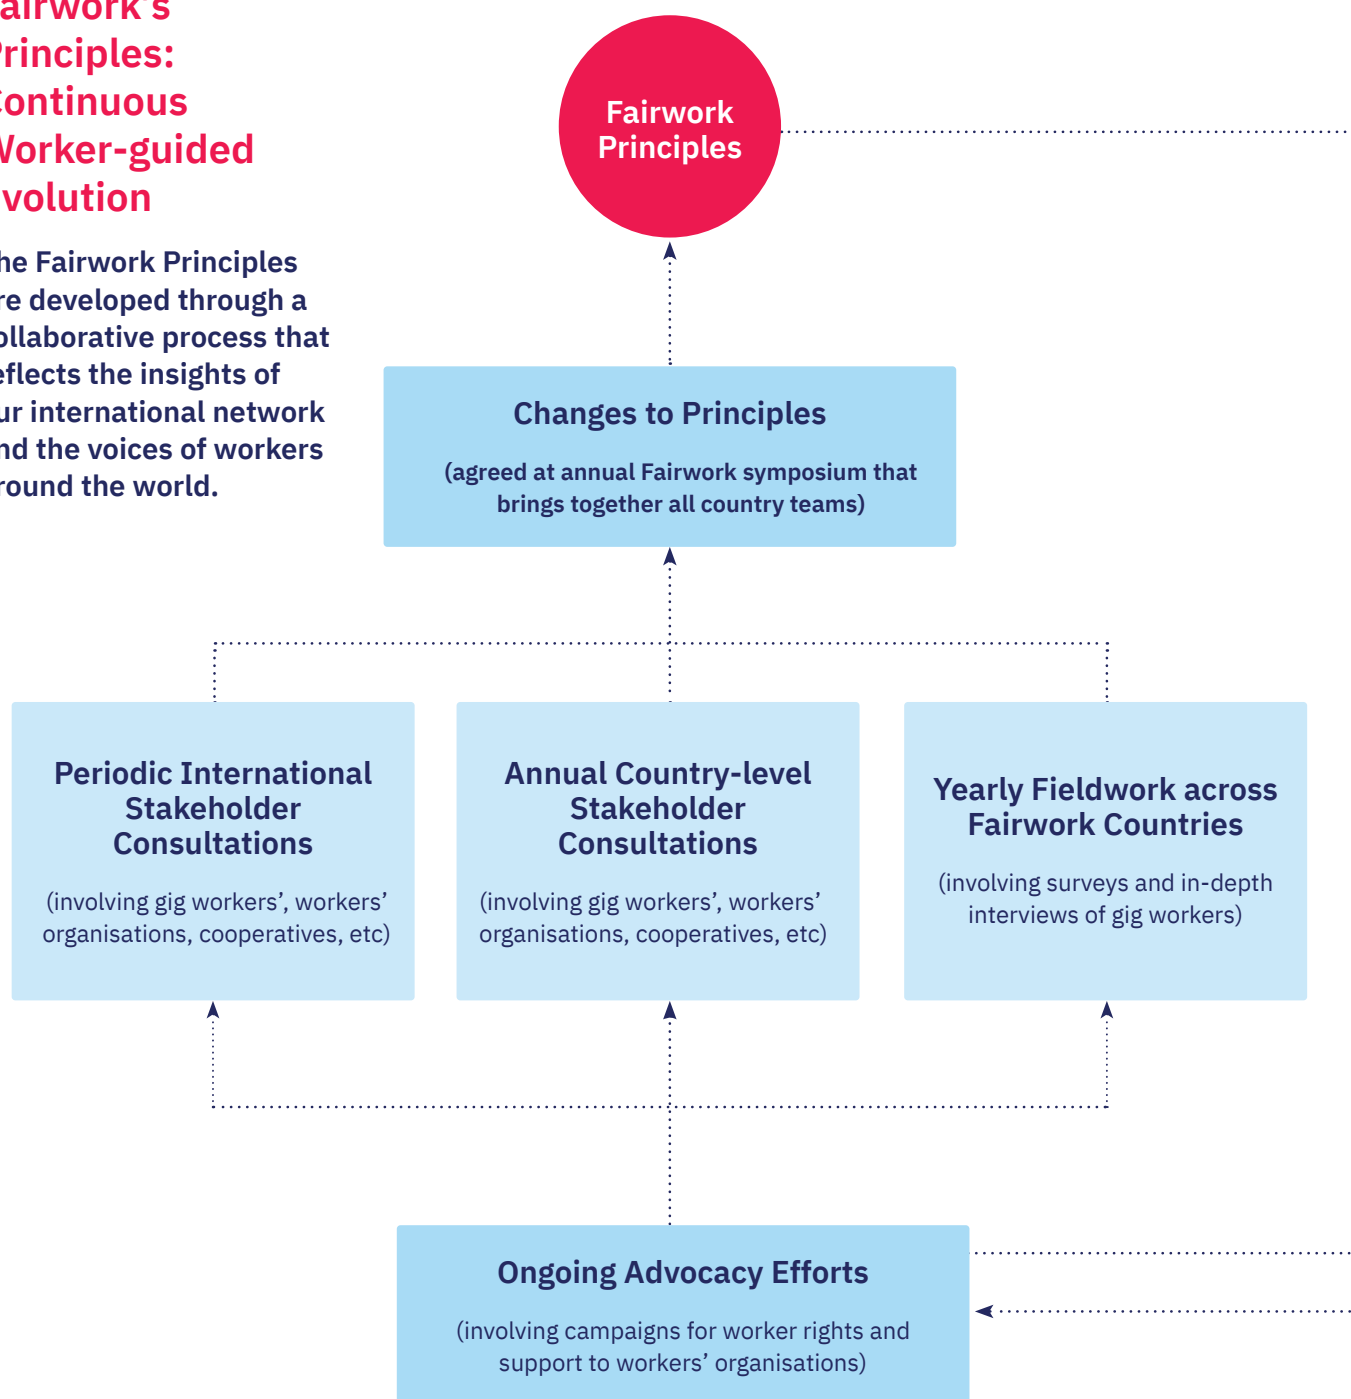 airwork's
rinciples:
ontinuous
Worker-guided
volution
he Fairwork Principles
re developed through a
ollaborative process that
eflects the insights of
ur international network
nd the voices of workers
round the world.
Fairwork
Principles
Changes to Principles
(agreed at annual Fairwork symposium that
brings together all country teams)
Periodic International
Stakeholder
Consultations
(involving gig workers’, workers’
organisations, cooperatives, etc)
Annual Country-level
Stakeholder
Consultations
(involving gig workers’, workers’
organisations, cooperatives, etc)
Yearly Fieldwork across
Fairwork Countries
(involving surveys and in-depth
interviews of gig workers)
Ongoing Advocacy Efforts
(involving campaigns for worker rights and
support to workers’ organisations)